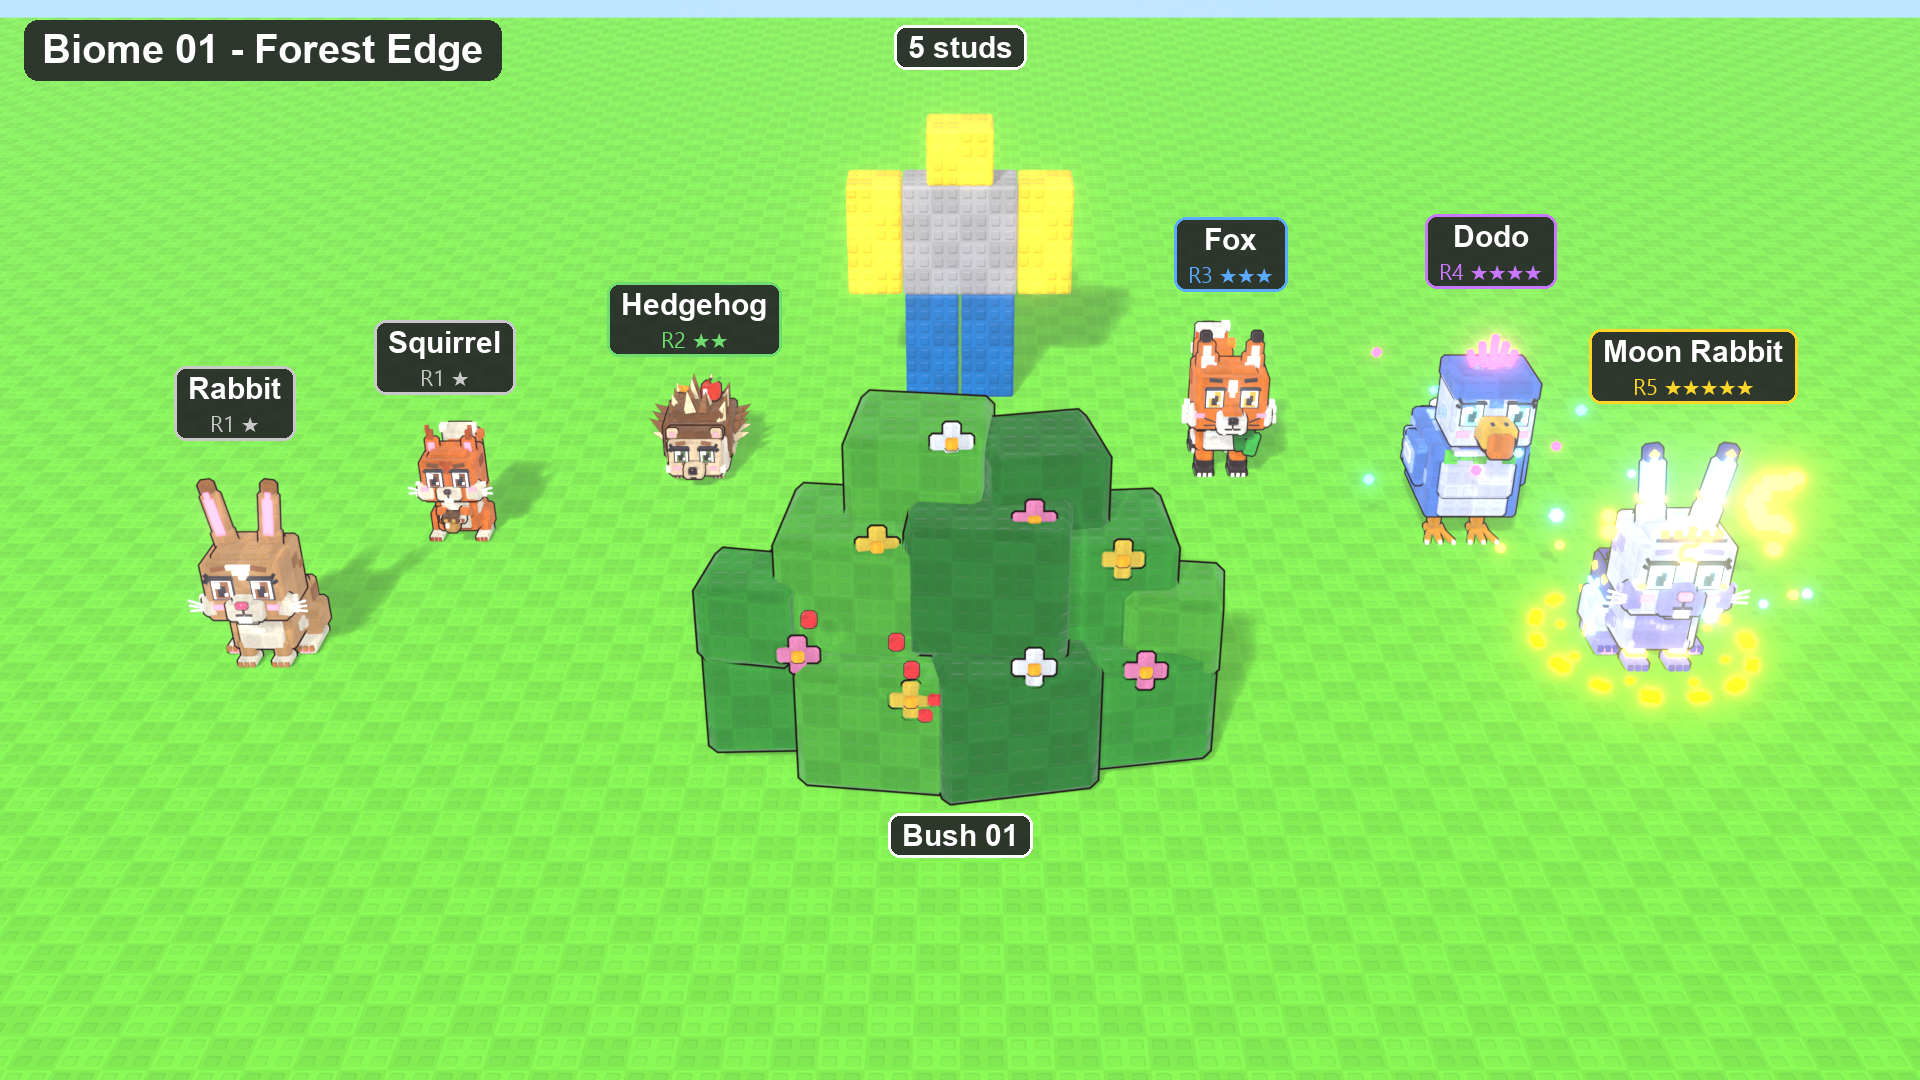 Biome 01 - Forest Edge
5 studs
Fox
R3 ★★★
Dodo
R4 ★★★★
Hedgehog
R2 ★★
Squirrel
R1 ★
Moon Rabbit
R5 ★★★★★
Rabbit
R1 ★
Bush 01